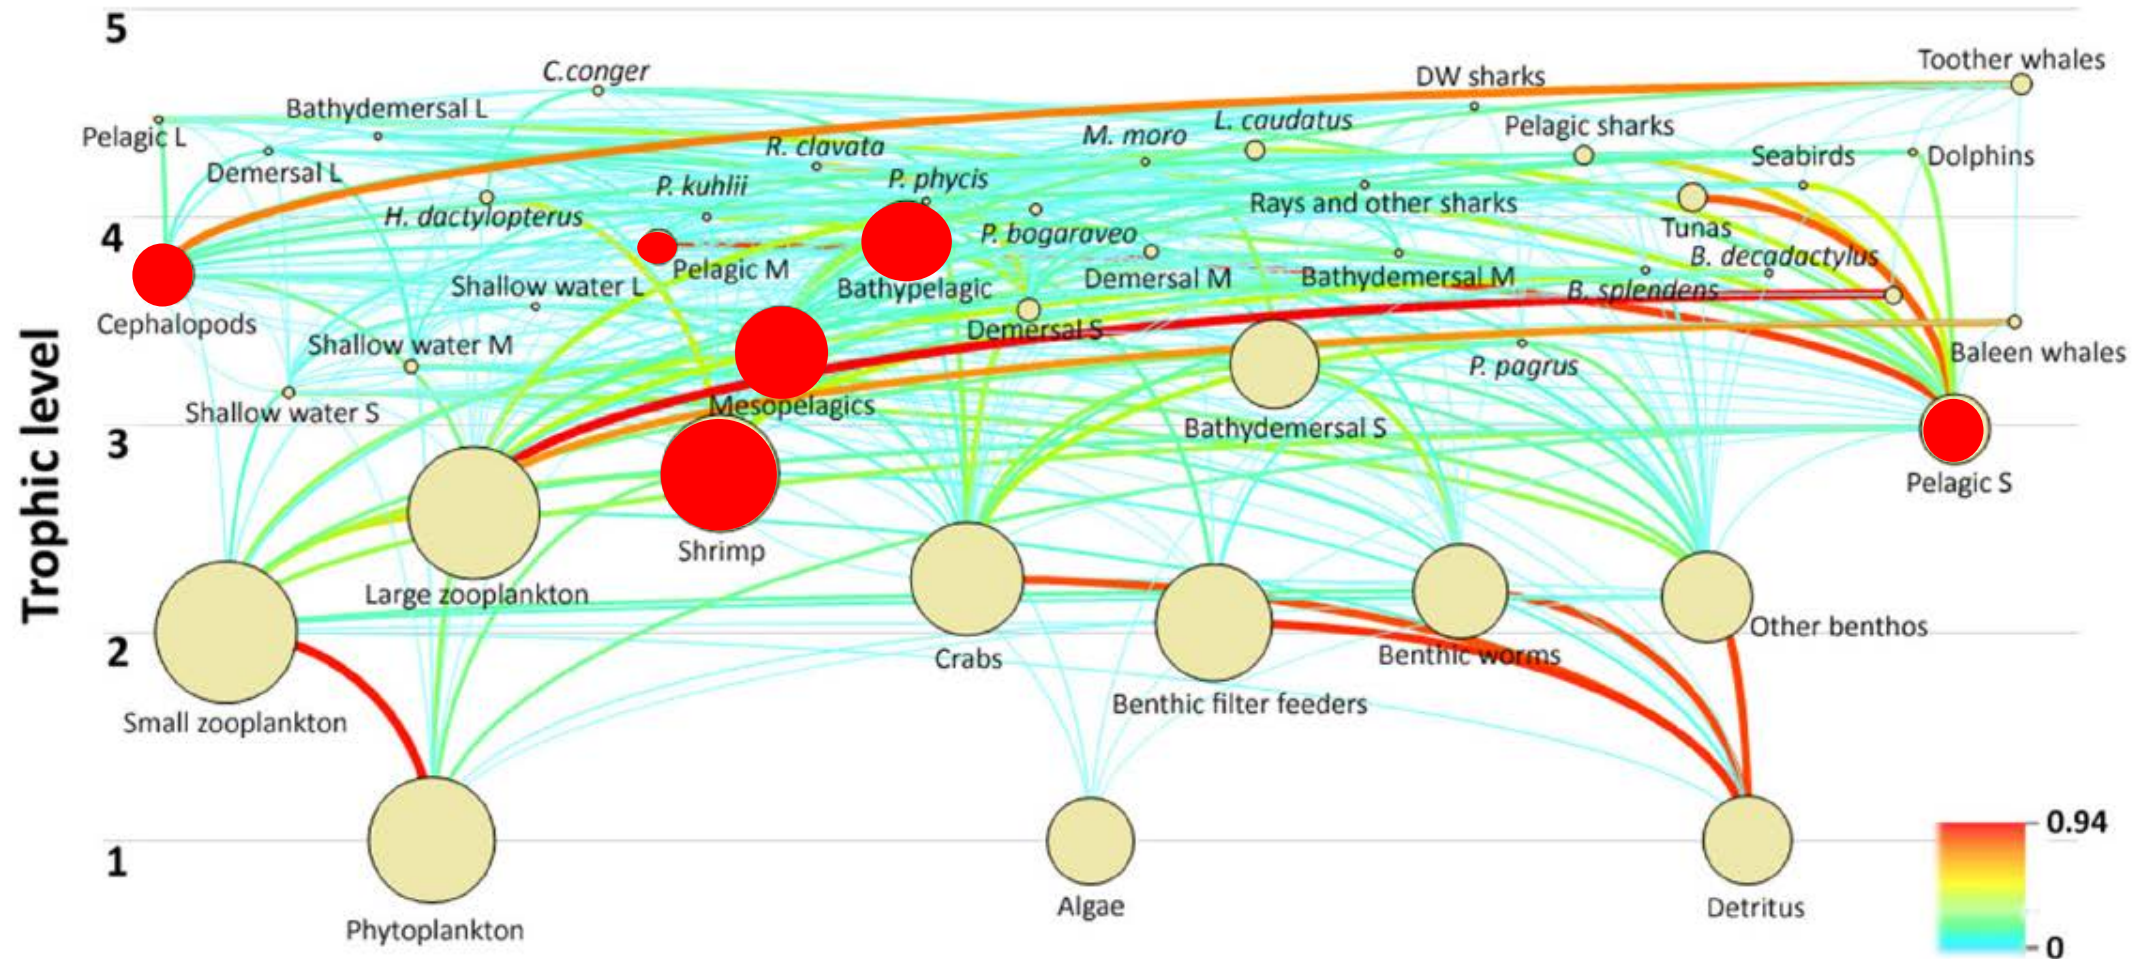 5
Toother whales
C.conger
DW sharks
Bathydemersal L
Pelagic L
M. moro
L. caudatus
Pelagic sharks
R. clavata
Seabirds
Dolphins
Demersal L
P. kuhlii
P. phycis
H. dactylopterus
Rays and other sharks
Tunas
4
P. bogaraveo
Pelagic M
Demersal M
Bathydemersal M
B. decadactylus
Shallow water L
Bathypelagic
B. splendens
Cephalopods
Demersal S
Shallow water M
P. pagrus
Baleen whales
Shallow water S
Mesopelagics
Bathydemersal S
3
Pelagic S
Trophic level
Shrimp
Large zooplankton
Other benthos
2
Crabs
Benthic worms
Small zooplankton
Benthic filter feeders
1
0.94
Phytoplankton
Algae
Detritus
0